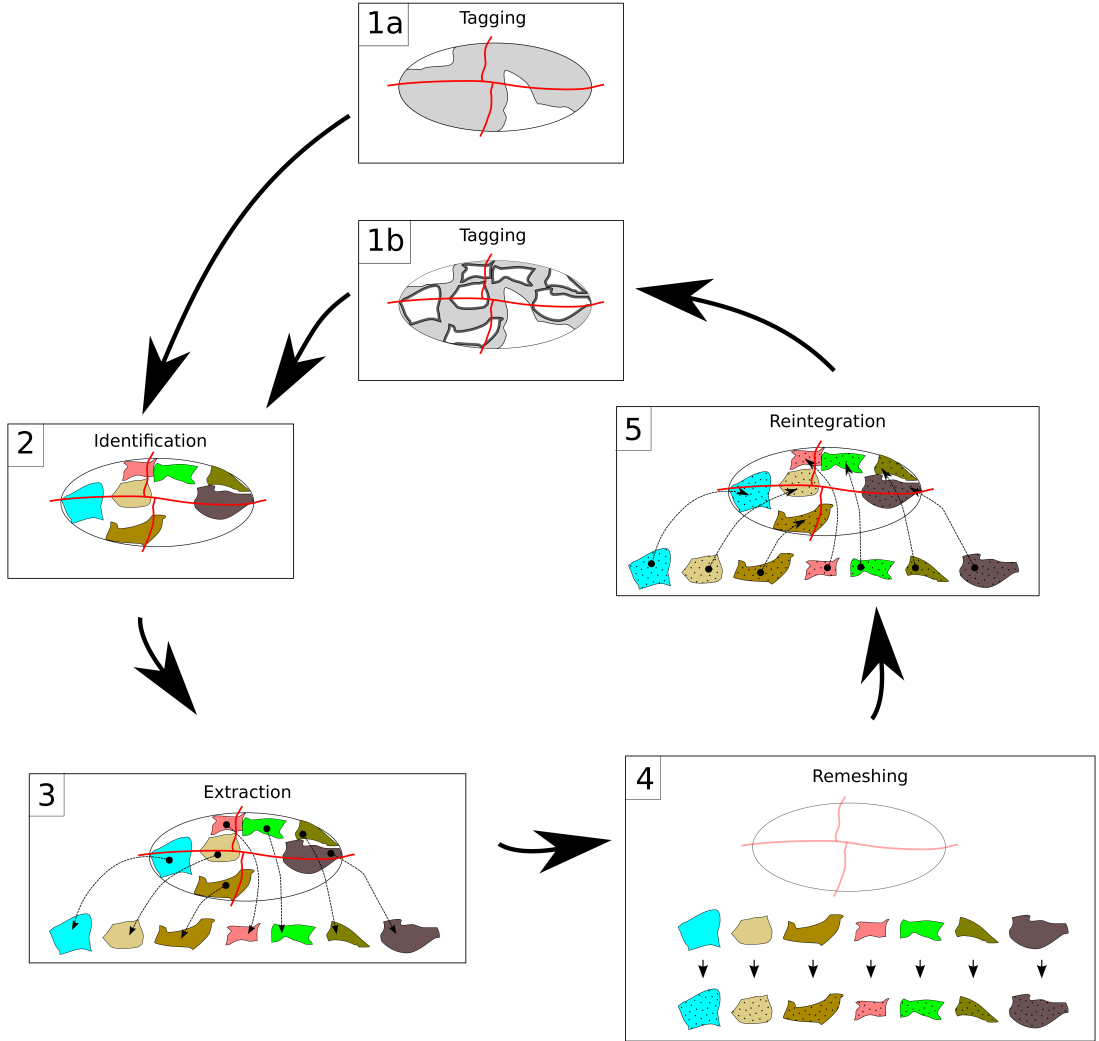 1a
Tagging
1b
Tagging
2
Identification
3
Extraction
4
Remeshing
5
Reintegration